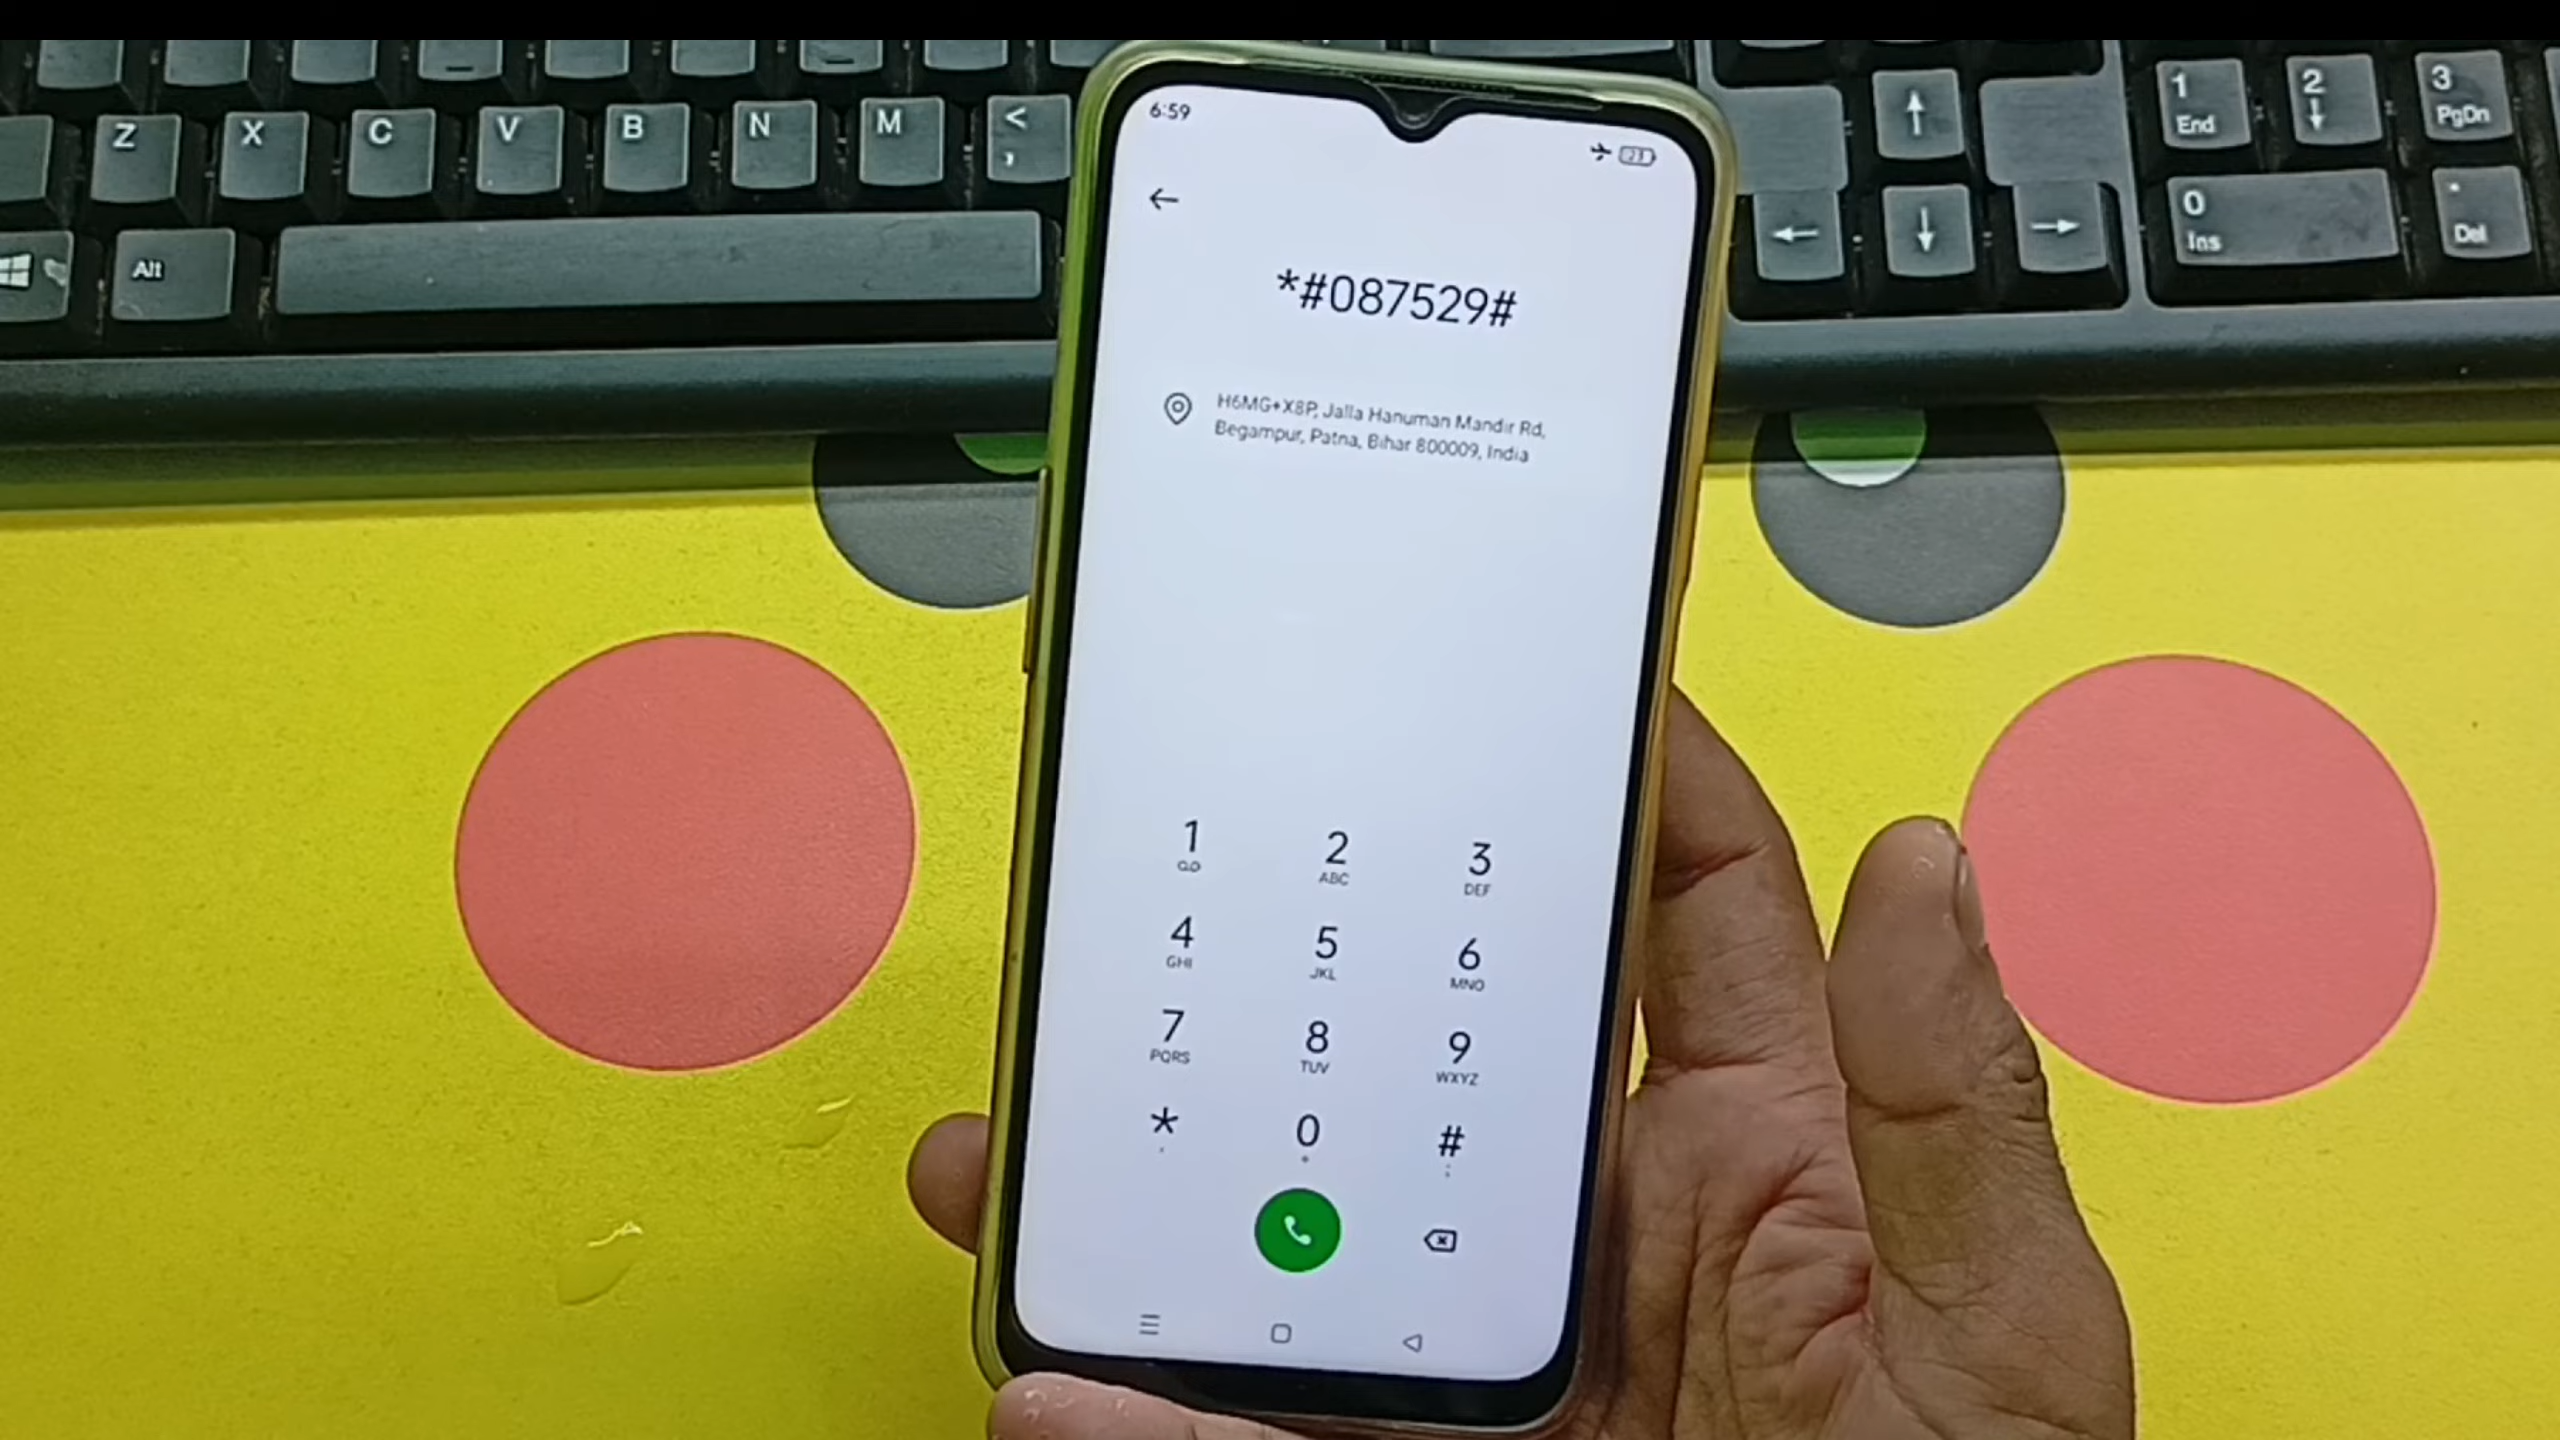 Z X C V B N M <
,
Alt
1
End
2
3
PgDn
0
Ins
.
Del
6:59
*#087529#
H6MG+X8P, Jalla Hanuman Mandir Rd,
Begampur, Patna, Bihar 800009, India
1 2 3
ABC DEF
4 5 6
GHI JKL MNO
7 8 9
PQRS TUV WXYZ
* 0 #
, + ;